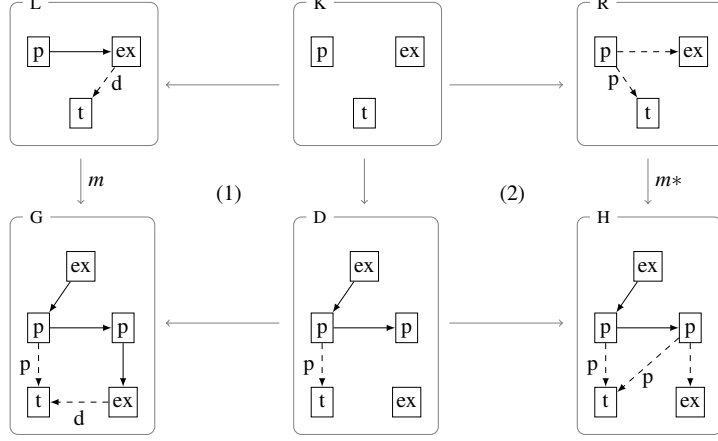 L K R
p ex p ex p ex
d p
t t t
m (1) (2) m∗
G D H
ex ex ex
p p p p p p
p p p p
t ex t ex t ex
d